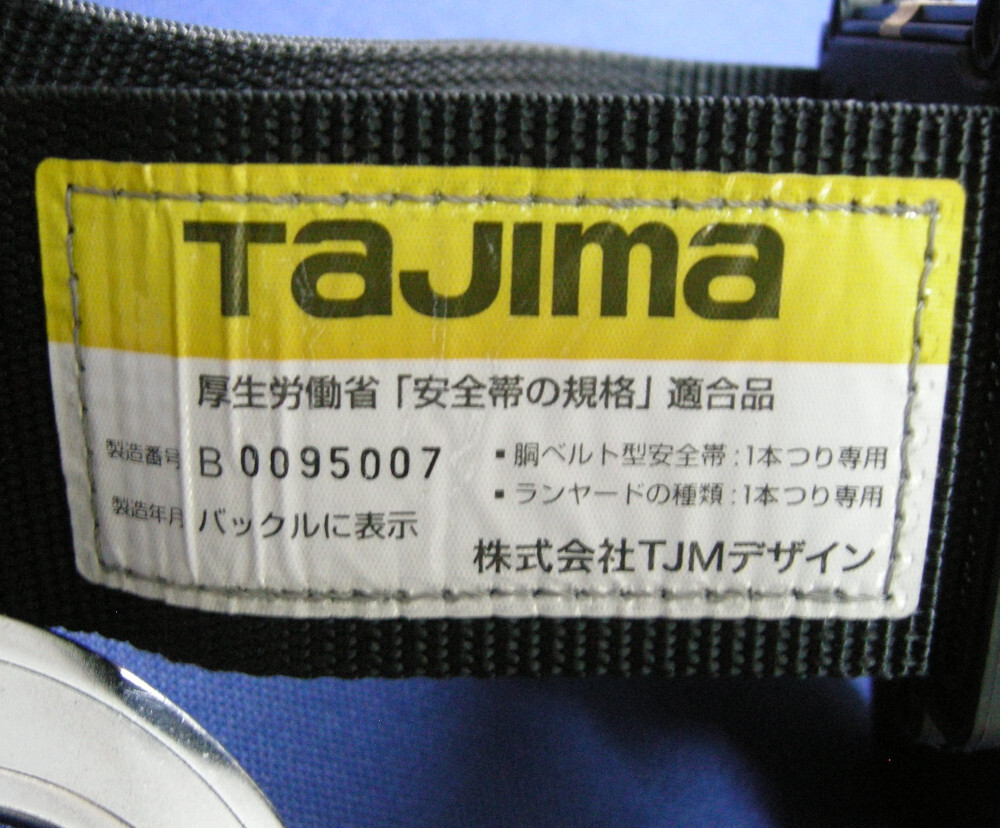 Tajima
厚生労働省「安全帯の規格」適合品
製造番号 B 0095007
製造年月 バックルに表示
▪胴ベルト型安全帯:1本つり専用
▪ランヤードの種類:1本つり専用
株式会社TJMデザイン